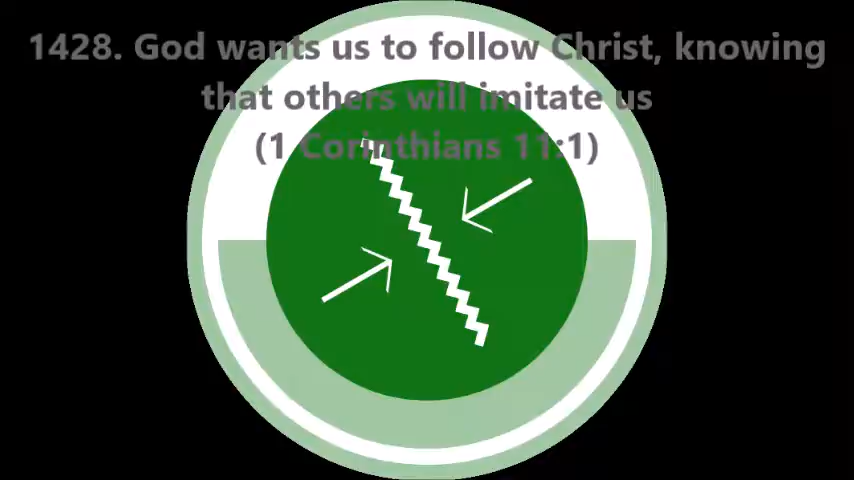 1428. God wants us to follow Christ, knowing
that others will imitate us
(1 Corinthians 11:1)